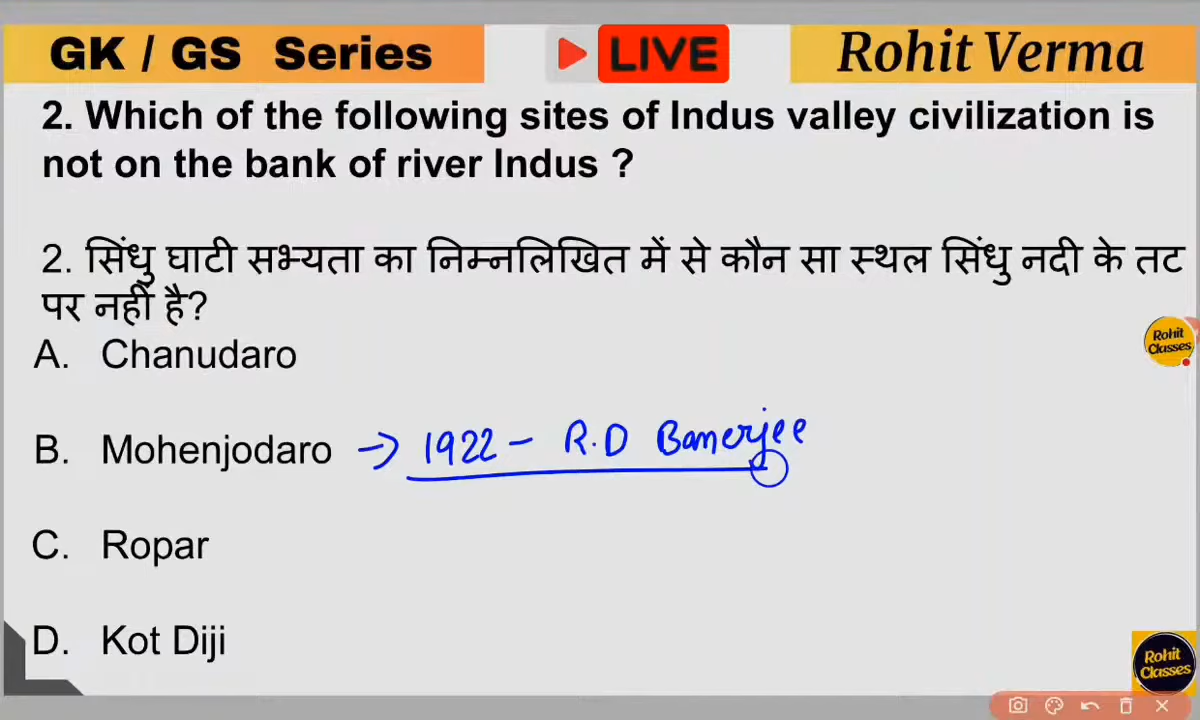 GK / GS Series
LIVE
Rohit Verma
2. Which of the following sites of Indus valley civilization is
not on the bank of river Indus ?
2. सिंधु घाटी सभ्यता का निम्नलिखित में से कौन सा स्थल सिंधु नदी के तट
पर नहीं है?
Rohit
Classes
A. Chanudaro
B. Mohenjodaro → 1922 - R.D Banerjee
C. Ropar
D. Kot Diji
Rohit
Classes